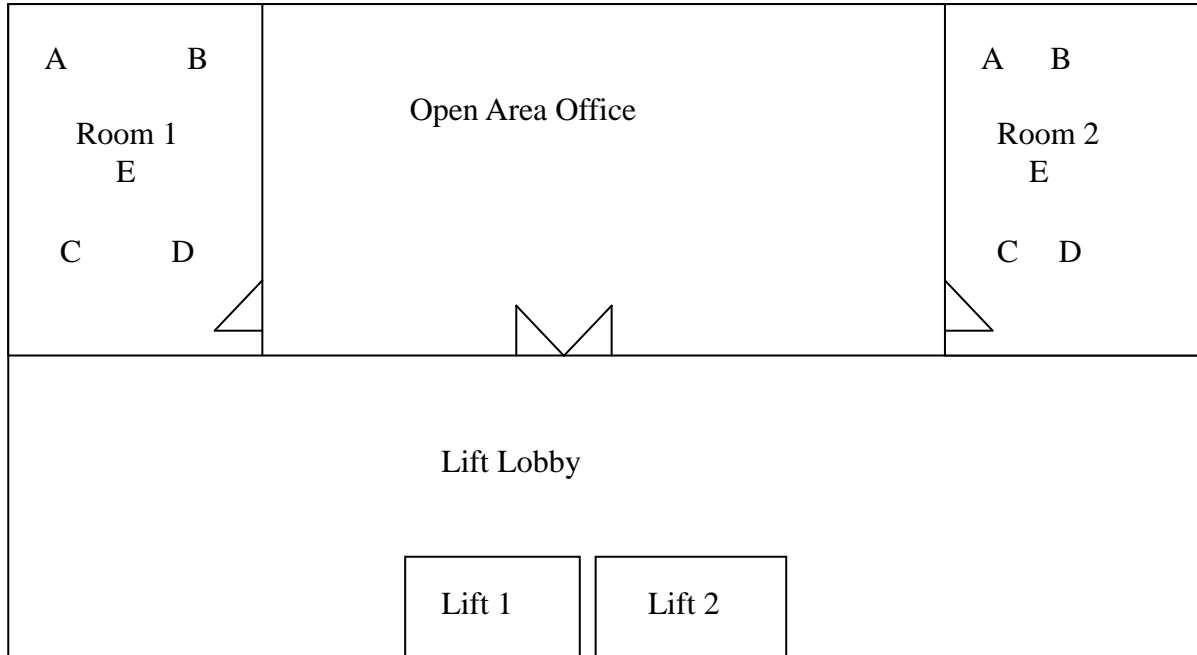 A B
Room 1
E
C D
Open Area Office
A B
Room 2
E
C D
Lift Lobby
Lift 1
Lift 2